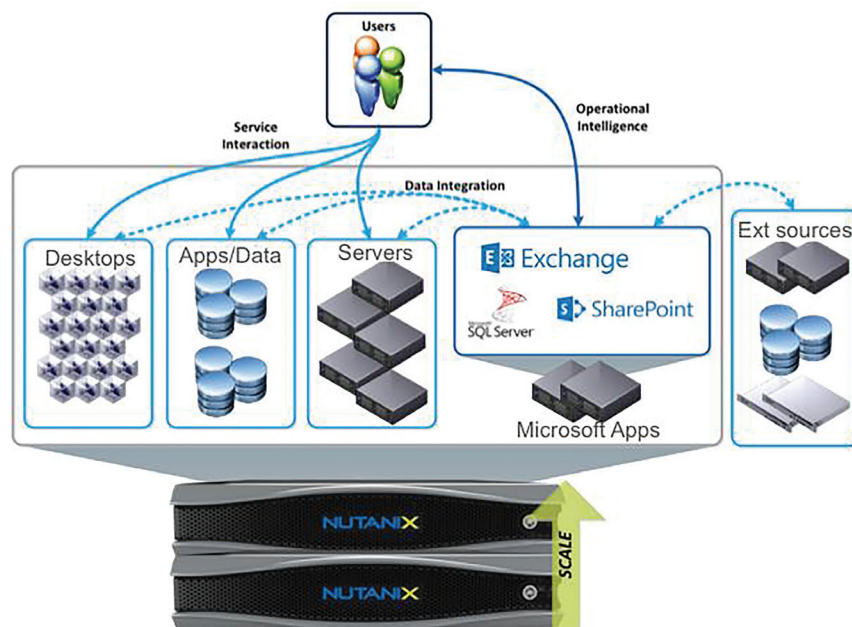 Users
Service
Interaction
Operational
Intelligence
Data Integration
Desktops
Apps/Data
Servers
Exchange
Microsoft
SQL Server
SharePoint
Microsoft Apps
Ext sources
NUTANIX
NUTANIX
SCALE